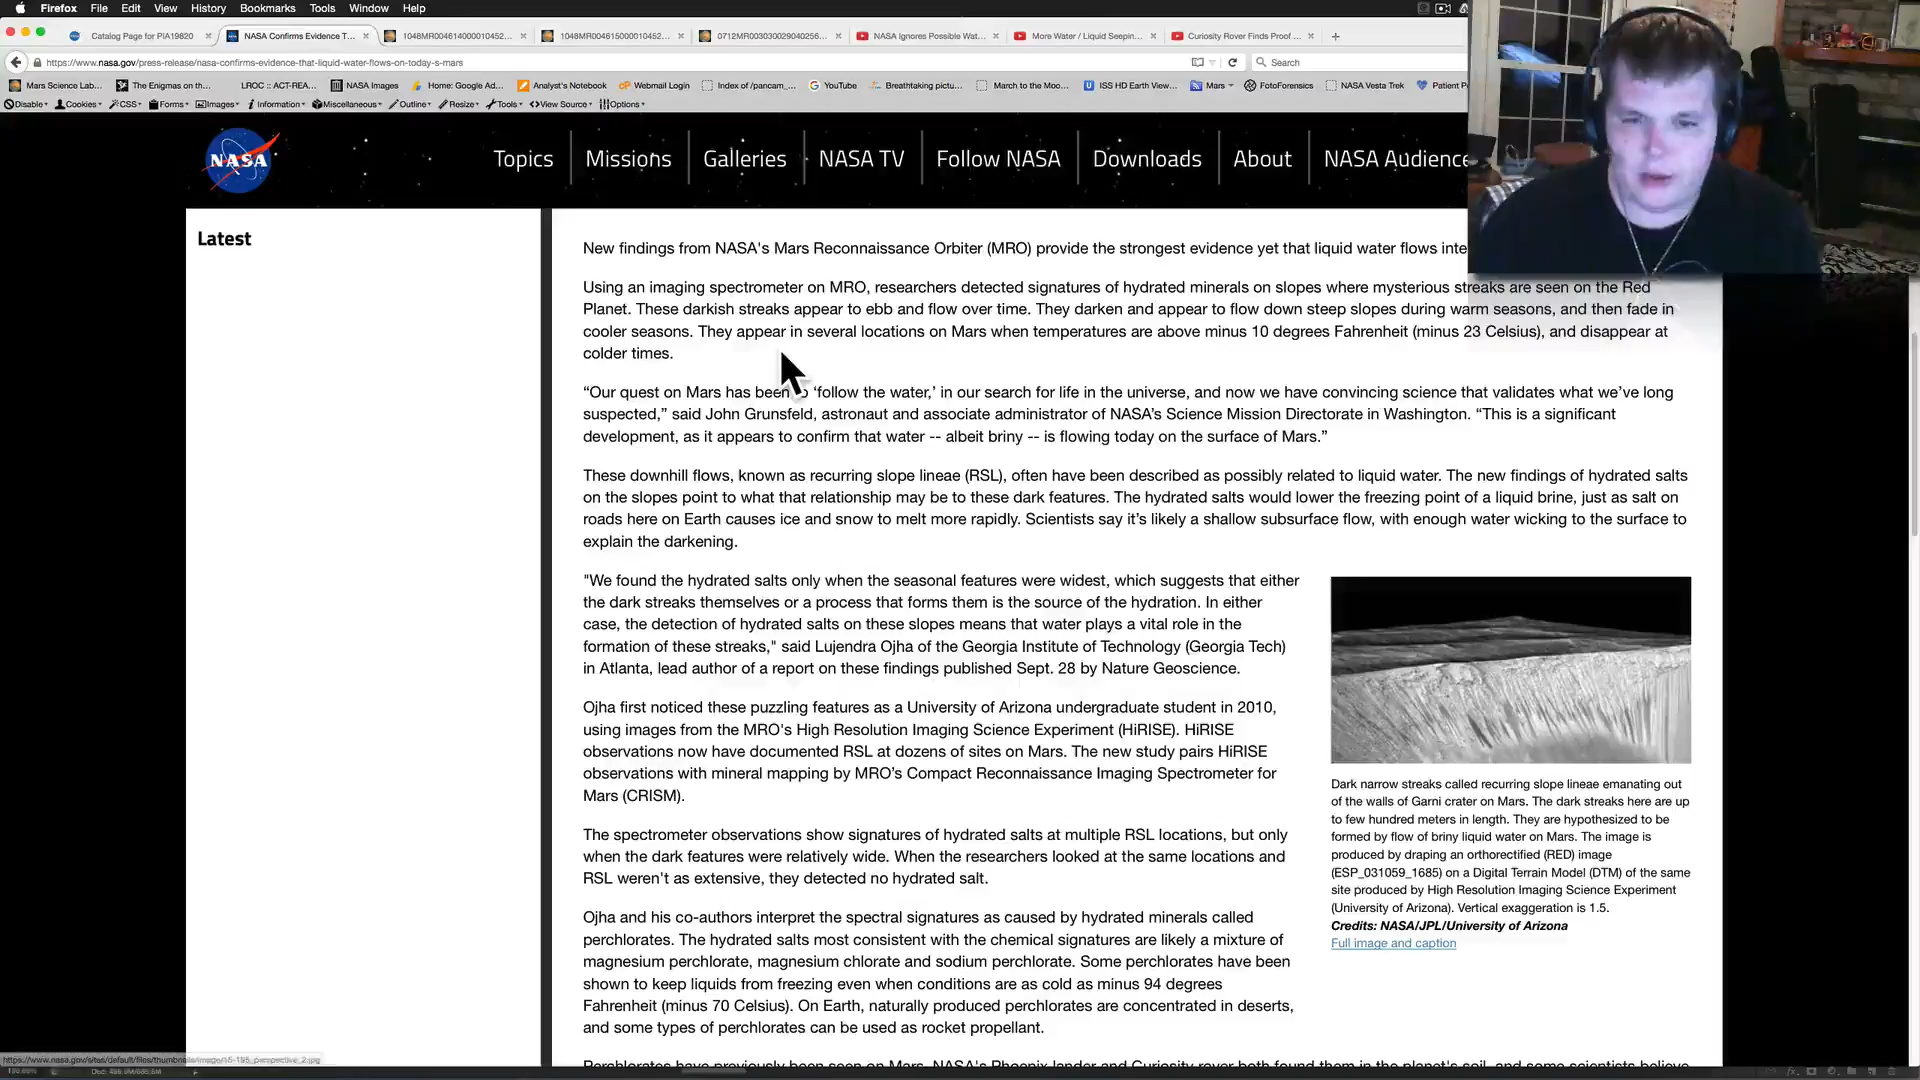 Firefox File Edit View History Bookmarks Tools Window Help
Catalog Page for PIA19820 × NASA Confirms Evidence T... × 1048MR0046140000010452... × 1048MR0046150000010452... × 0712MR0030300290402565... × NASA Ignores Possible Wat... × More Water / Liquid Seepin... × Curiosity Rover Finds Proof ... × +
https://www.nasa.gov/press-release/nasa-confirms-evidence-that-liquid-water-flows-on-today-s-mars Search
Mars Science Lab... The Enigmas on th... LROC :: ACT-REA... NASA Images Home: Google Ad... Analyst's Notebook Webmail Login Index of /pancam_... YouTube Breathtaking pictu... March to the Moo... ISS HD Earth View... Mars FotoForensics NASA Vesta Trek Patient P
Disable Cookies CSS Forms Images Information Miscellaneous Outline Resize Tools View Source Options
NASA Topics Missions Galleries NASA TV Follow NASA Downloads About NASA Audience
Latest
New findings from NASA's Mars Reconnaissance Orbiter (MRO) provide the strongest evidence yet that liquid water flows inte
Using an imaging spectrometer on MRO, researchers detected signatures of hydrated minerals on slopes where mysterious streaks are seen on the Red
Planet. These darkish streaks appear to ebb and flow over time. They darken and appear to flow down steep slopes during warm seasons, and then fade in
cooler seasons. They appear in several locations on Mars when temperatures are above minus 10 degrees Fahrenheit (minus 23 Celsius), and disappear at
colder times.
“Our quest on Mars has been ‘follow the water,’ in our search for life in the universe, and now we have convincing science that validates what we’ve long
suspected,” said John Grunsfeld, astronaut and associate administrator of NASA’s Science Mission Directorate in Washington. “This is a significant
development, as it appears to confirm that water -- albeit briny -- is flowing today on the surface of Mars.”
These downhill flows, known as recurring slope lineae (RSL), often have been described as possibly related to liquid water. The new findings of hydrated salts
on the slopes point to what that relationship may be to these dark features. The hydrated salts would lower the freezing point of a liquid brine, just as salt on
roads here on Earth causes ice and snow to melt more rapidly. Scientists say it’s likely a shallow subsurface flow, with enough water wicking to the surface to
explain the darkening.
"We found the hydrated salts only when the seasonal features were widest, which suggests that either
the dark streaks themselves or a process that forms them is the source of the hydration. In either
case, the detection of hydrated salts on these slopes means that water plays a vital role in the
formation of these streaks," said Lujendra Ojha of the Georgia Institute of Technology (Georgia Tech)
in Atlanta, lead author of a report on these findings published Sept. 28 by Nature Geoscience.
Ojha first noticed these puzzling features as a University of Arizona undergraduate student in 2010,
using images from the MRO's High Resolution Imaging Science Experiment (HiRISE). HiRISE
observations now have documented RSL at dozens of sites on Mars. The new study pairs HiRISE
observations with mineral mapping by MRO’s Compact Reconnaissance Imaging Spectrometer for
Mars (CRISM).
The spectrometer observations show signatures of hydrated salts at multiple RSL locations, but only
when the dark features were relatively wide. When the researchers looked at the same locations and
RSL weren't as extensive, they detected no hydrated salt.
Ojha and his co-authors interpret the spectral signatures as caused by hydrated minerals called
perchlorates. The hydrated salts most consistent with the chemical signatures are likely a mixture of
magnesium perchlorate, magnesium chlorate and sodium perchlorate. Some perchlorates have been
shown to keep liquids from freezing even when conditions are as cold as minus 94 degrees
Fahrenheit (minus 70 Celsius). On Earth, naturally produced perchlorates are concentrated in deserts,
and some types of perchlorates can be used as rocket propellant.
Perchlorates have previously been seen on Mars. NASA's Phoenix lander and Curiosity rover both found them in the planet's soil, and some scientists believe
Dark narrow streaks called recurring slope lineae emanating out
of the walls of Garni crater on Mars. The dark streaks here are up
to few hundred meters in length. They are hypothesized to be
formed by flow of briny liquid water on Mars. The image is
produced by draping an orthorectified (RED) image
(ESP_031059_1685) on a Digital Terrain Model (DTM) of the same
site produced by High Resolution Imaging Science Experiment
(University of Arizona). Vertical exaggeration is 1.5.
Credits: NASA/JPL/University of Arizona
Full image and caption